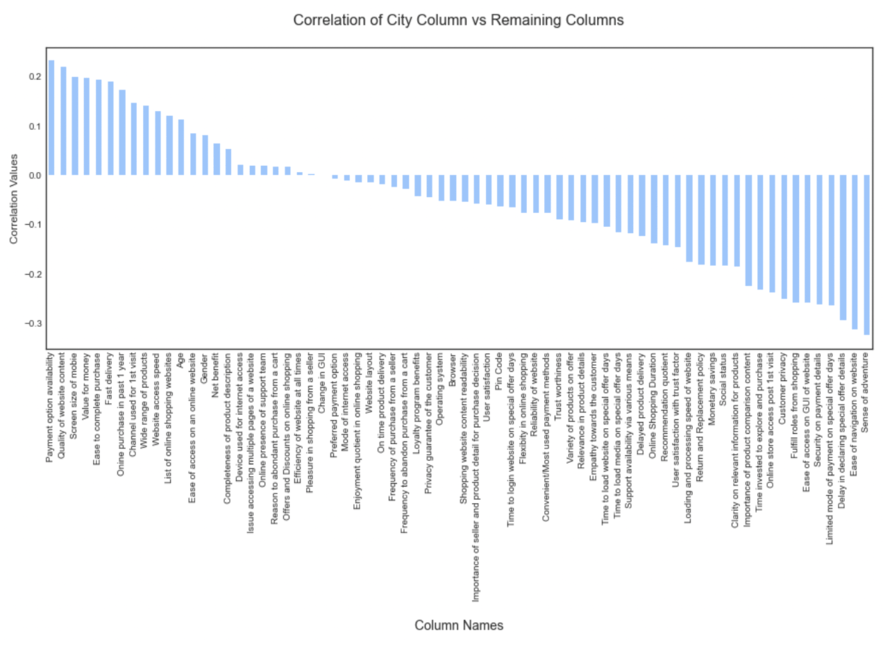 Correlation of City Column vs Remaining Columns
Correlation Values
0.2
0.1
0.0
−0.1
−0.2
−0.3
Payment option availability
Quality of website content
Screen size of mobie
Value for money
Ease to complete purchase
Fast delivery
Onine purchase in past 1 year
Channel used for 1st visit
Wide range of products
Website access speed
List of online shopping websites
Age
Ease of access on an online website
Gender
Net benefit
Completeness of product description
Device used for internet access
Issue accessing multiple pages of a website
Online presence of support team
Reason to abondant purchase from a cart
Offers and Discounts on online shopping
Efficiency of website at all times
Pleasure in shopping from a seller
Change in GUI
Preferred payment option
Mode of internet access
Enjoyment quotient in online shopping
Website layout
On time product delivery
Frequency of purchase from a seller
Frequency to abandon purchase from a cart
Loyalty program benefits
Privacy guarantee of the customer
Operating system
Browser
Shopping website content readability
Importance of seller and product detail for purchase decision
User satisfaction
Pin Code
Time to login website on special offer days
Flexibity in online shopping
Reliability of website
Convenient/Most used payment methods
Trust worthiness
Variety of products on offer
Relevance in product details
Empathy towards the customer
Time to load website on special offer days
Time to load media on special offer days
Support availability via various means
Delayed product delivery
Online Shopping Duration
Recommendation quotient
User satisfaction with trust factor
Loading and processing speed of website
Return and Replacement policy
Monetary savings
Social status
Clarity on relevant information for products
Importance of product comparison content
Time invested to explore and purchase
Online store access post 1st visit
Customer privacy
Fulfill roles from shopping
Ease of access on GUI of website
Security on payment details
Limited mode of payment on special offer days
Delay in declaring special offer details
Ease of navigation on website
Sense of adventure
Column Names